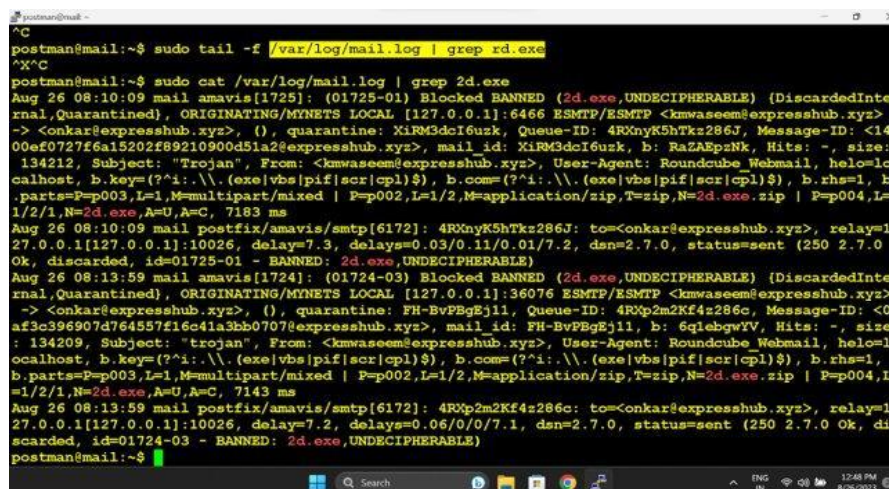 postman@mail: ~
^C
postman@mail:~$ sudo tail -f /var/log/mail.log | grep rd.exe
^X^C
postman@mail:~$ sudo cat /var/log/mail.log | grep 2d.exe
Aug 26 08:10:09 mail amavis[1725]: (01725-01) Blocked BANNED (2d.exe,UNDECIPHERABLE) {DiscardedInte
rnal,Quarantined}, ORIGINATING/MYNETS LOCAL [127.0.0.1]:6466 ESMTP/ESMTP <kmwaseem@expresshub.xyz>
-> <onkar@expresshub.xyz>, (), quarantine: XiRM3dcI6uzk, Queue-ID: 4RXnyK5hTkz286J, Message-ID: <1
00ef0727f6a15202f89210900d51a2@expresshub.xyz>, mail_id: XiRM3dcI6uzk, b: RaZAEpzNk, Hits: -, size:
134212, Subject: "Trojan", From: <kmwaseem@expresshub.xyz>, User-Agent: Roundcube_Webmail, helo=lo
calhost, b.key=(?^i:.\\.(exe|vbs|pif|scr|cpl)$), b.com=(?^i:.\\.(exe|vbs|pif|scr|cpl)$), b.rhs=1, b
.parts=P=p003,L=1,M=multipart/mixed | P=p002,L=1/2,M=application/zip,T=zip,N=2d.exe.zip | P=p004,L=
1/2/1,N=2d.exe,A=U,A=C, 7183 ms
Aug 26 08:10:09 mail postfix/amavis/smtp[6172]: 4RXnyK5hTkz286J: to=<onkar@expresshub.xyz>, relay=1
27.0.0.1[127.0.0.1]:10026, delay=7.3, delays=0.03/0.11/0.01/7.2, dsn=2.7.0, status=sent (250 2.7.0
Ok, discarded, id=01725-01 - BANNED: 2d.exe,UNDECIPHERABLE)
Aug 26 08:13:59 mail amavis[1724]: (01724-03) Blocked BANNED (2d.exe,UNDECIPHERABLE) {DiscardedInte
rnal,Quarantined}, ORIGINATING/MYNETS LOCAL [127.0.0.1]:36076 ESMTP/ESMTP <kmwaseem@expresshub.xyz>
-> <onkar@expresshub.xyz>, (), quarantine: FH-BvPBgEj11, Queue-ID: 4RXp2m2Kf4z286c, Message-ID: <0
af3c396907d764557f16c41a3bb0707@expresshub.xyz>, mail_id: FH-BvPBgEj11, b: 6q1ebgwYV, Hits: -, size
: 134209, Subject: "trojan", From: <kmwaseem@expresshub.xyz>, User-Agent: Roundcube_Webmail, helo=l
ocalhost, b.key=(?^i:.\\.(exe|vbs|pif|scr|cpl)$), b.com=(?^i:.\\.(exe|vbs|pif|scr|cpl)$), b.rhs=1,
b.parts=P=p003,L=1,M=multipart/mixed | P=p002,L=1/2,M=application/zip,T=zip,N=2d.exe.zip | P=p004,L
=1/2/1,N=2d.exe,A=U,A=C, 7143 ms
Aug 26 08:13:59 mail postfix/amavis/smtp[6172]: 4RXp2m2Kf4z286c: to=<onkar@expresshub.xyz>, relay=1
27.0.0.1[127.0.0.1]:10026, delay=7.2, delays=0.06/0/0/7.1, dsn=2.7.0, status=sent (250 2.7.0 Ok, di
scarded, id=01724-03 - BANNED: 2d.exe,UNDECIPHERABLE)
postman@mail:~$
Search
ENG
IN
12:48 PM
8/26/2023